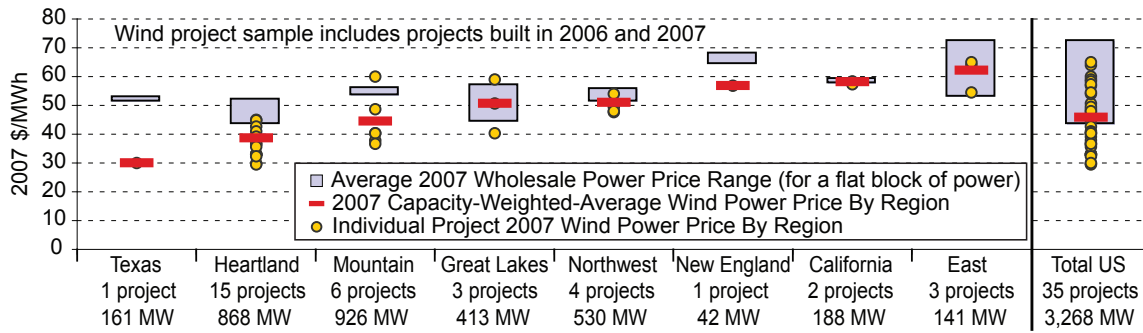 80
70
60
50
40
30
20
10
0
2007 $/MWh
Wind project sample includes projects built in 2006 and 2007
Average 2007 Wholesale Power Price Range (for a flat block of power)
2007 Capacity-Weighted-Average Wind Power Price By Region
Individual Project 2007 Wind Power Price By Region
Texas
1 project
161 MW
Heartland
15 projects
868 MW
Mountain
6 projects
926 MW
Great Lakes
3 projects
413 MW
Northwest
4 projects
530 MW
New England
1 project
42 MW
California
2 projects
188 MW
East
3 projects
141 MW
Total US
35 projects
3,268 MW